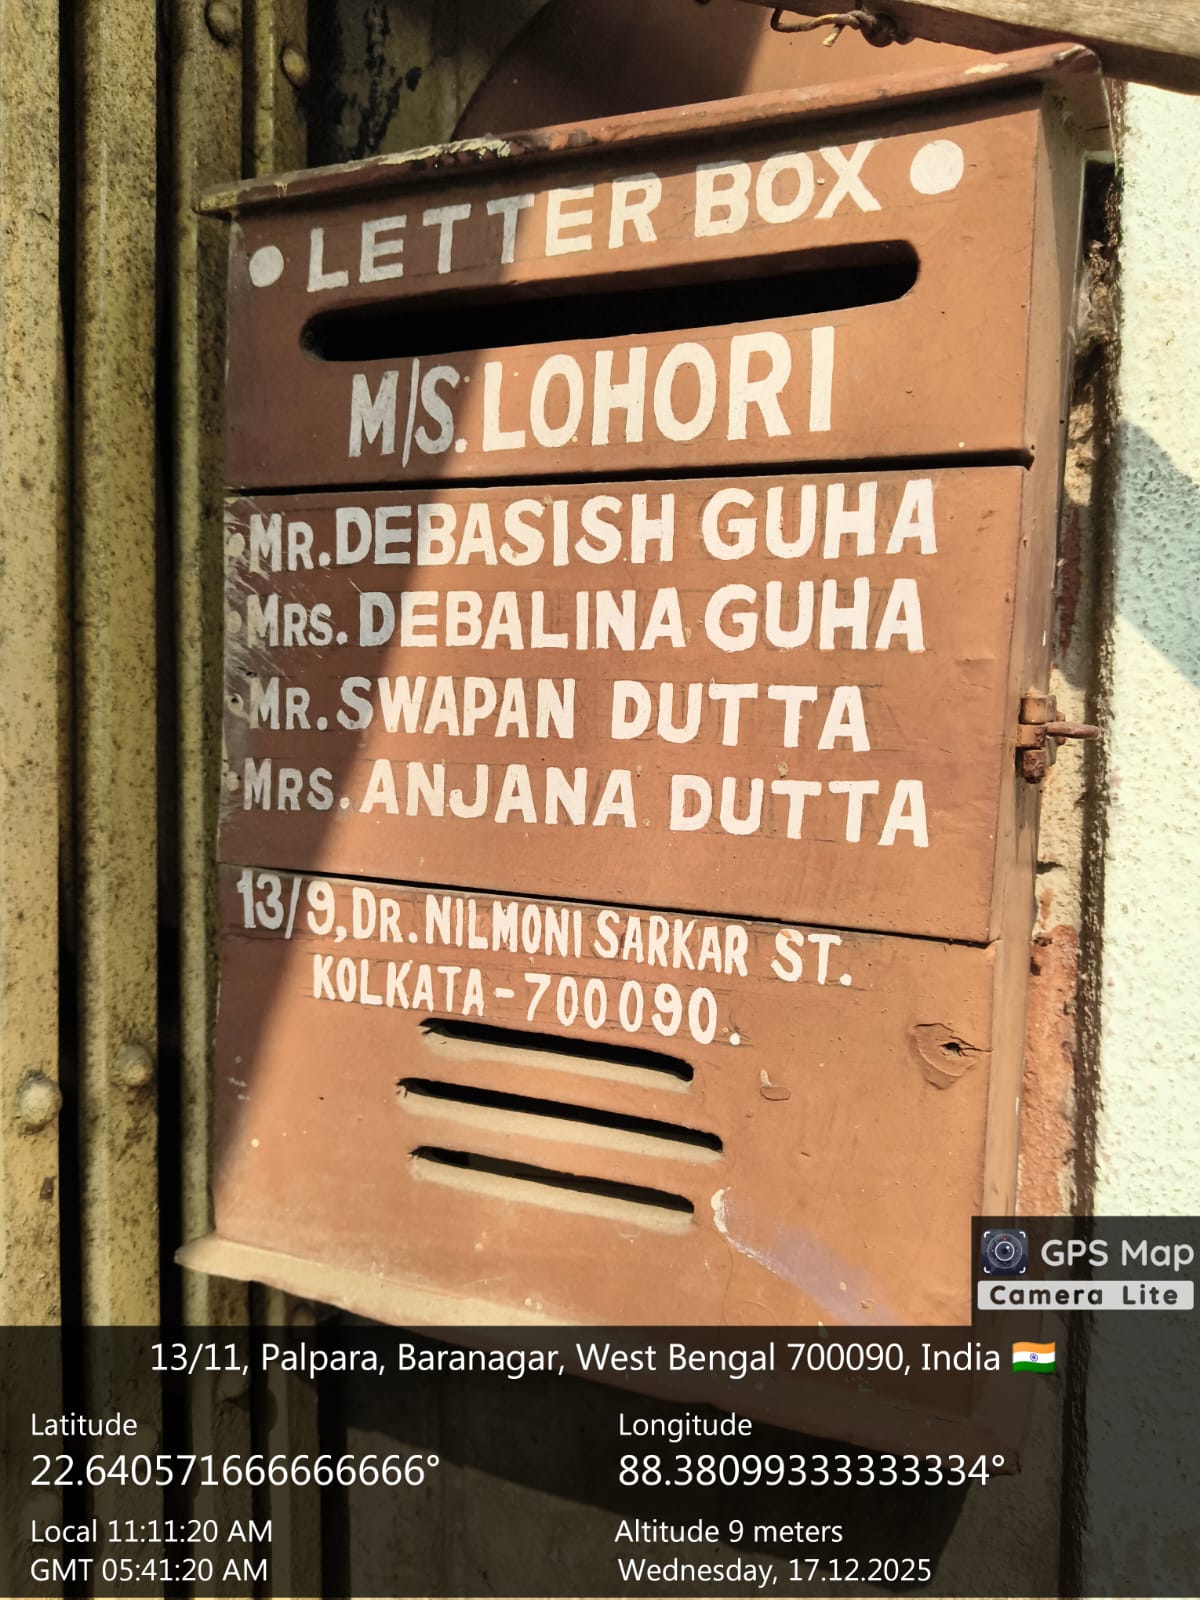 • LETTER BOX •
M/S. LOHORI
• MR. DEBASISH GUHA
• MRS. DEBALINA GUHA
• MR. SWAPAN DUTTA
• MRS. ANJANA DUTTA
13/9, DR. NILMONI SARKAR ST.
KOLKATA - 700090.
GPS Map
Camera Lite
13/11, Palpara, Baranagar, West Bengal 700090, India 🇮🇳
Latitude
22.640571666666666°
Longitude
88.38099333333334°
Local 11:11:20 AM
GMT 05:41:20 AM
Altitude 9 meters
Wednesday, 17.12.2025